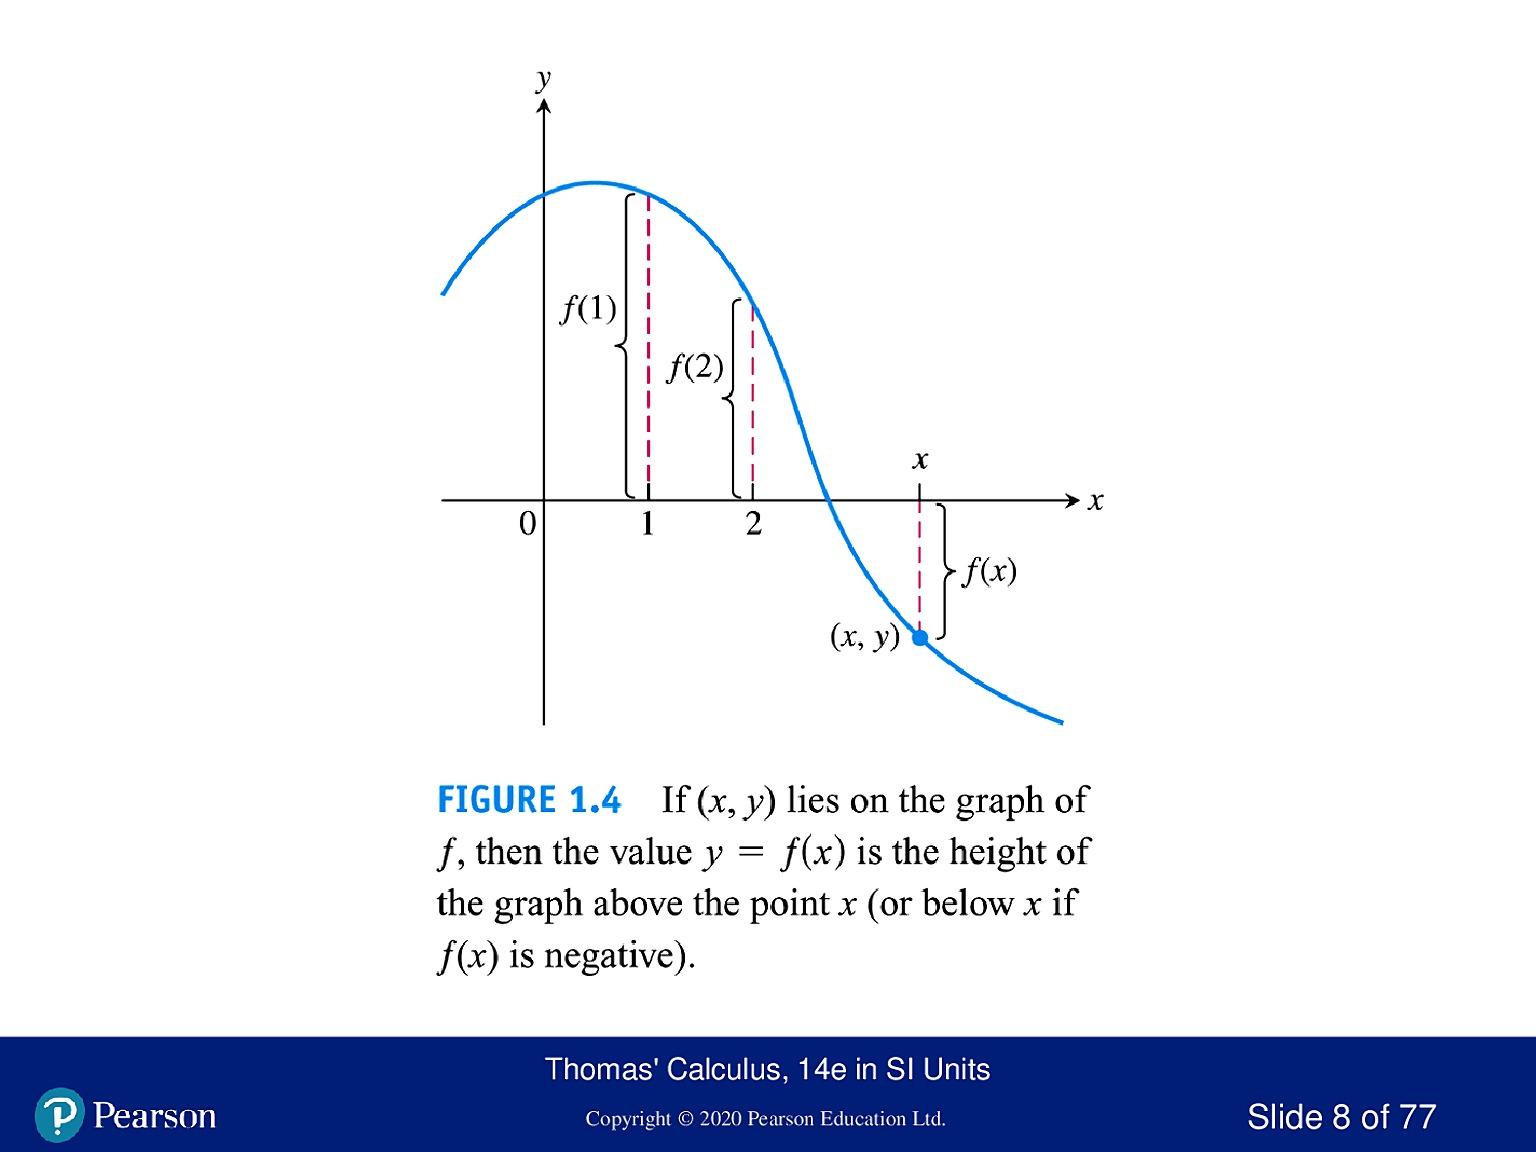 y
f(1)
f(2)
x
x
0
1
2
f(x)
(x, y)
FIGURE 1.4 If (x, y) lies on the graph of
f, then the value y = f(x) is the height of
the graph above the point x (or below x if
f(x) is negative).
Thomas' Calculus, 14e in SI Units
Pearson
Copyright © 2020 Pearson Education Ltd.
Slide 8 of 77